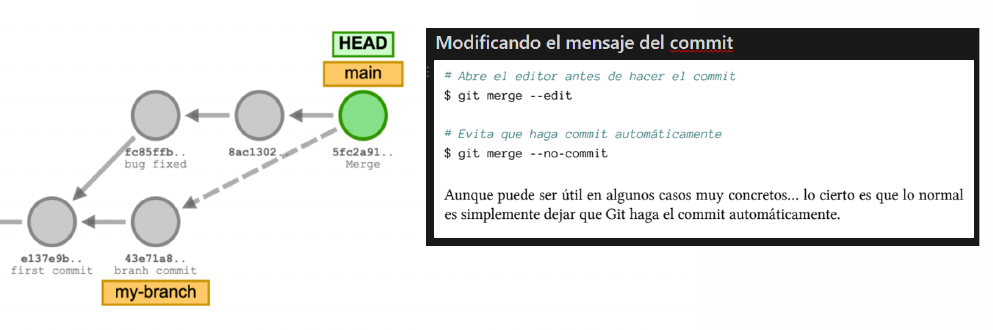 HEAD
main
fc85ffb..
bug fixed
8ac1302..
5fc2a91..
Merge
e137e9b..
first commit
43e71a8..
branh commit
my-branch
Modificando el mensaje del commit
# Abre el editor antes de hacer el commit
$ git merge --edit
# Evita que haga commit automáticamente
$ git merge --no-commit
Aunque puede ser útil en algunos casos muy concretos... lo cierto es que lo normal
es simplemente dejar que Git haga el commit automáticamente.